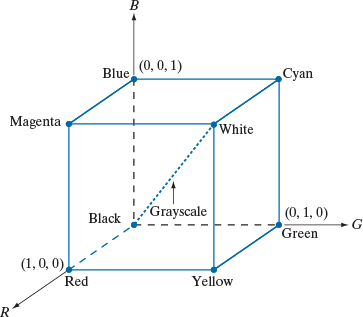 B
Blue
(0, 0, 1)
Cyan
Magenta
White
Grayscale
Black
(0, 1, 0)
G
Green
(1, 0, 0)
Red
Yellow
R